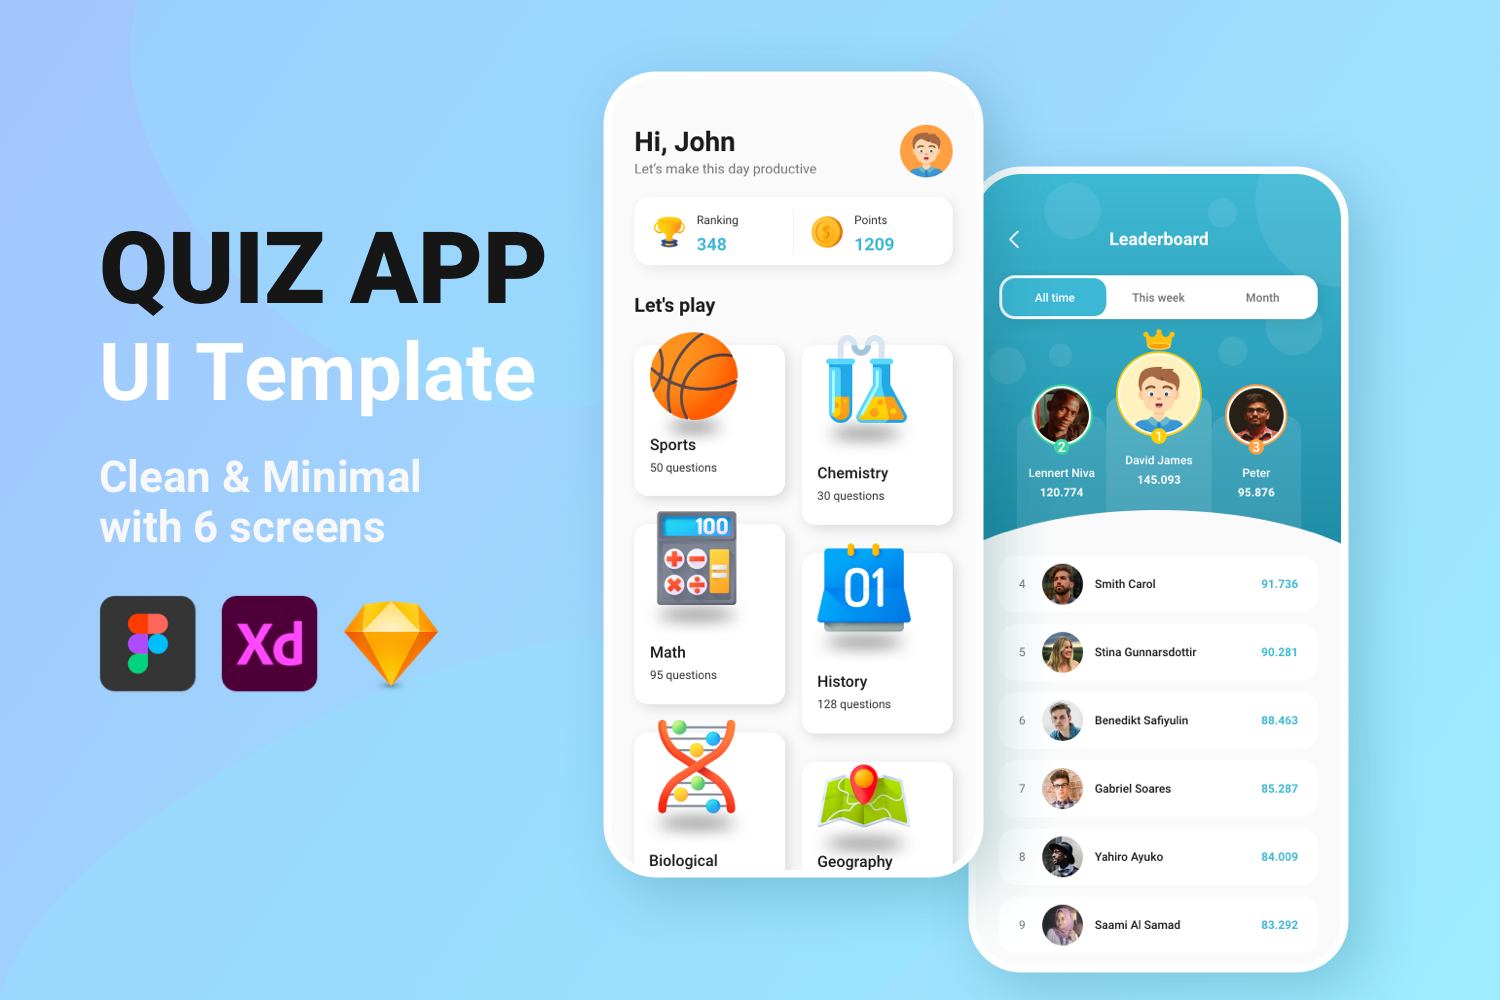 QUIZ APP
UI Template
Clean & Minimal
with 6 screens
Xd
Hi, John
Let's make this day productive
Ranking
348
Points
1209
Let's play
Sports
50 questions
Chemistry
30 questions
100
Math
95 questions
01
History
128 questions
Biological
Geography
Leaderboard
All time
This week
Month
2
Lennert Niva
120.774
1
David James
145.093
3
Peter
95.876
4 Smith Carol 91.736
5 Stina Gunnarsdottir 90.281
6 Benedikt Safiyulin 88.463
7 Gabriel Soares 85.287
8 Yahiro Ayuko 84.009
9 Saami Al Samad 83.292